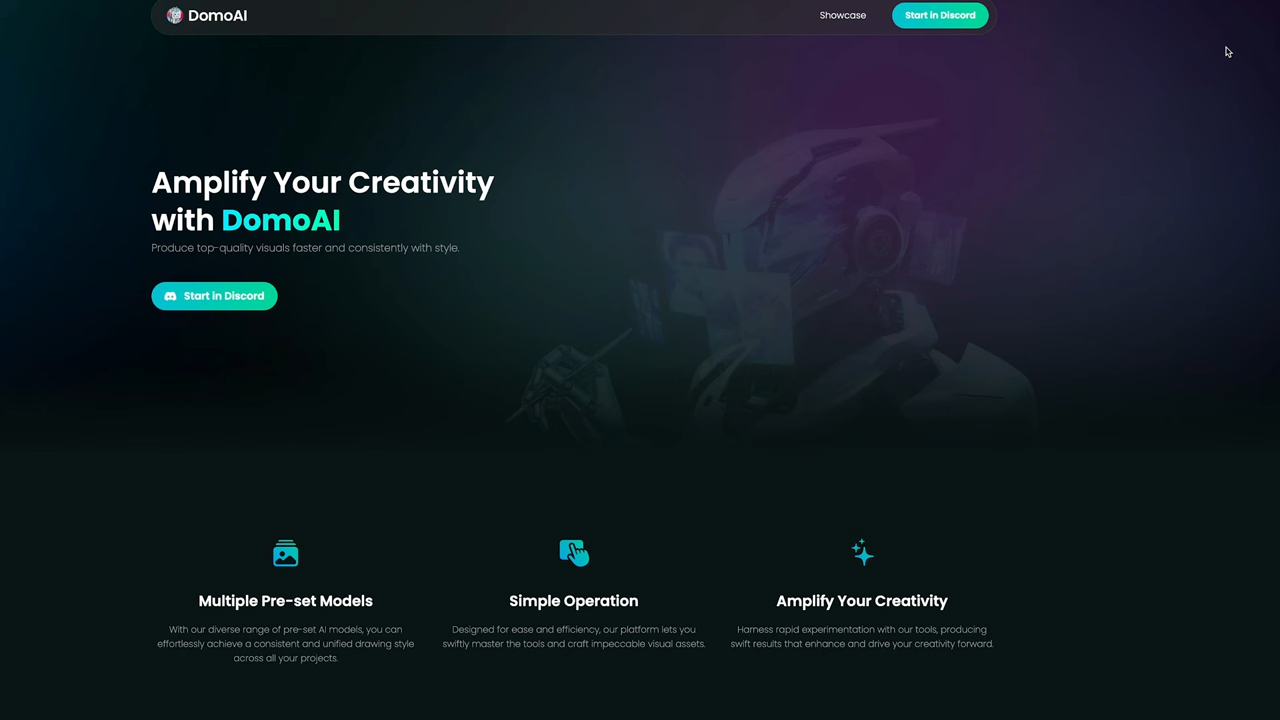 DomoAI
Showcase
Start in Discord
Amplify Your Creativity
with DomoAI
Produce top-quality visuals faster and consistently with style.
Start in Discord
Multiple Pre-set Models
With our diverse range of pre-set AI models, you can
effortlessly achieve a consistent and unified drawing style
across all your projects.
Simple Operation
Designed for ease and efficiency, our platform lets you
swiftly master the tools and craft impeccable visual assets.
Amplify Your Creativity
Harness rapid experimentation with our tools, producing
swift results that enhance and drive your creativity forward.